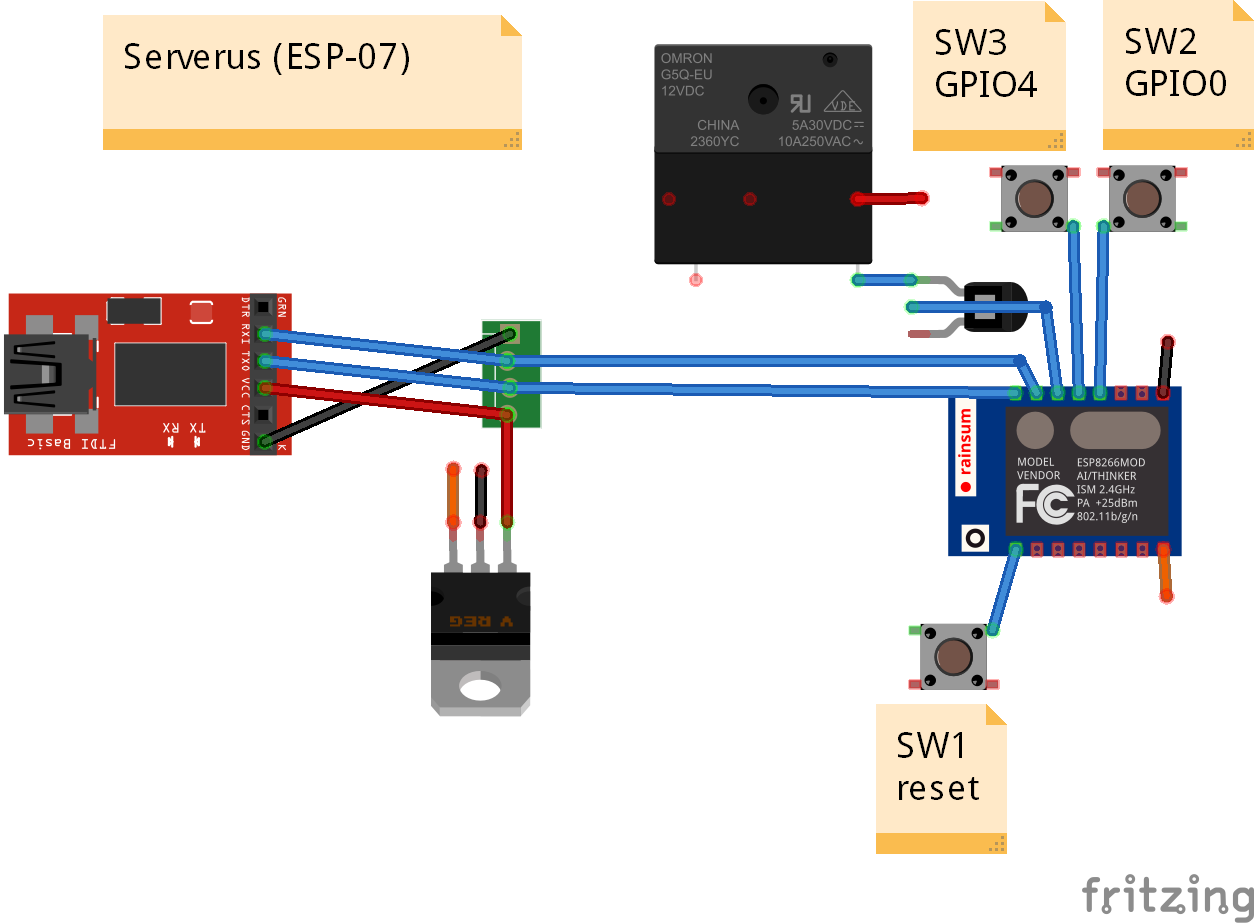 Serverus (ESP-07)
SW3
GPIO4
SW2
GPIO0
OMRON
G5Q-EU
12VDC
VDE
CHINA
5A30VDC
2360YC
10A250VAC
GRN
DTR
RXI
TXO
VCC
CTS
GND
K
TX RX
FTDI Basic
V REG
rainsum
MODEL
VENDOR
ESP8266MOD
AI/THINKER
ISM 2.4GHz
PA +25dBm
802.11b/g/n
FC
SW1
reset
fritzing